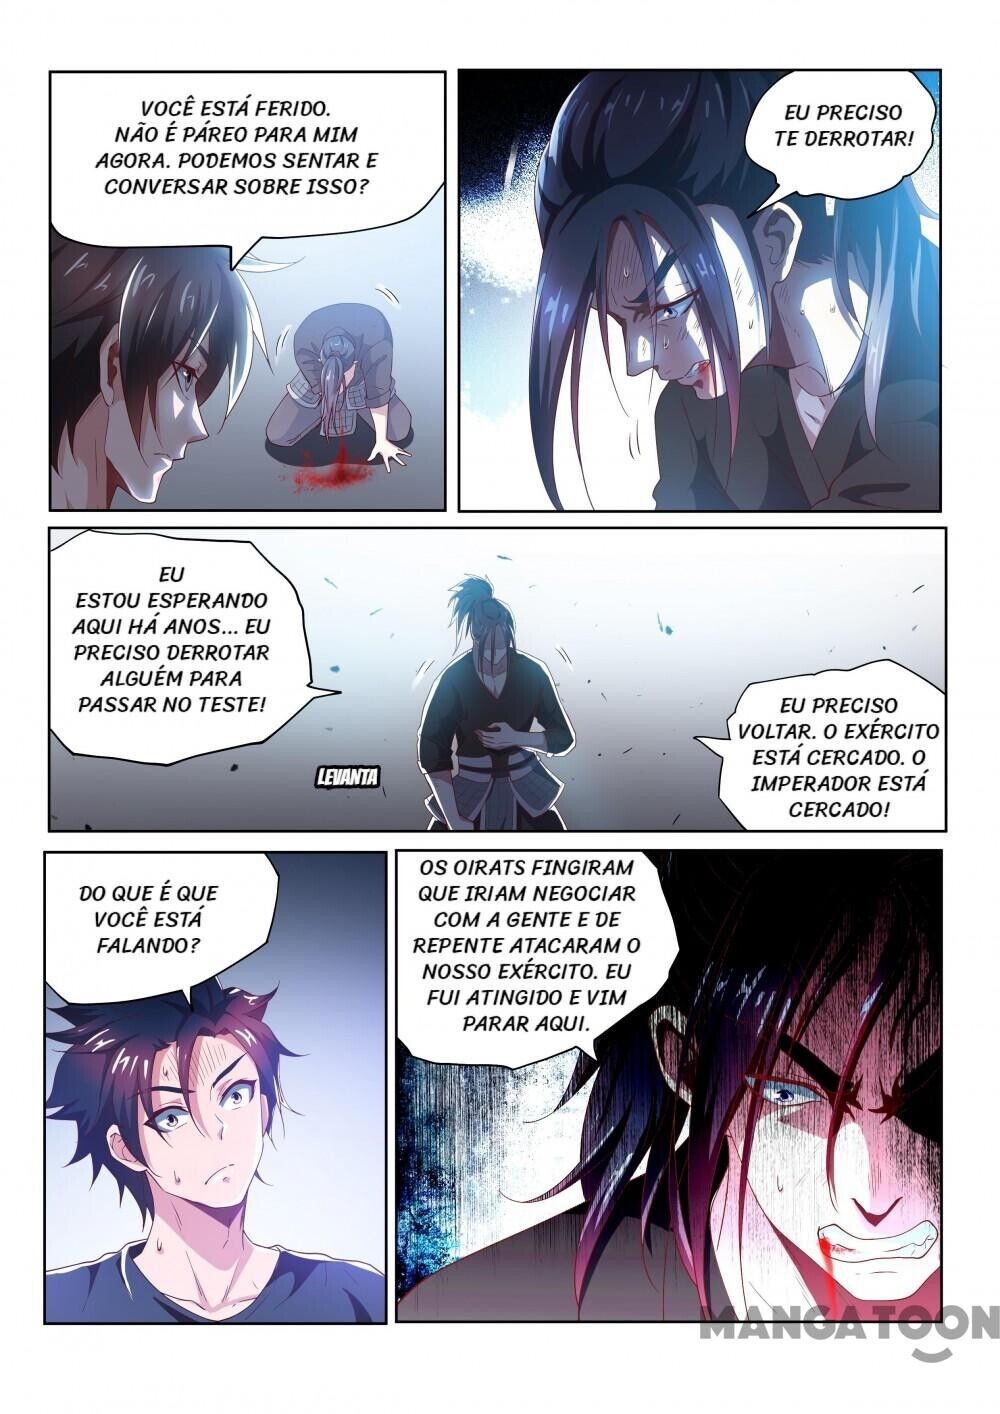 VOCÊ ESTÁ FERIDO.
NÃO É PÁREO PARA MIM
AGORA. PODEMOS SENTAR E
CONVERSAR SOBRE ISSO?
EU PRECISO
TE DERROTAR!
EU
ESTOU ESPERANDO
AQUI HÁ ANOS... EU
PRECISO DERROTAR
ALGUÉM PARA
PASSAR NO TESTE!
LEVANTA
EU PRECISO
VOLTAR. O EXÉRCITO
ESTÁ CERCADO. O
IMPERADOR ESTÁ
CERCADO!
DO QUE É QUE
VOCÊ ESTÁ
FALANDO?
OS OIRATS FINGIRAM
QUE IRIAM NEGOCIAR
COM A GENTE E DE
REPENTE ATACARAM O
NOSSO EXÉRCITO. EU
FUI ATINGIDO E VIM
PARAR AQUI.
MANGATOON